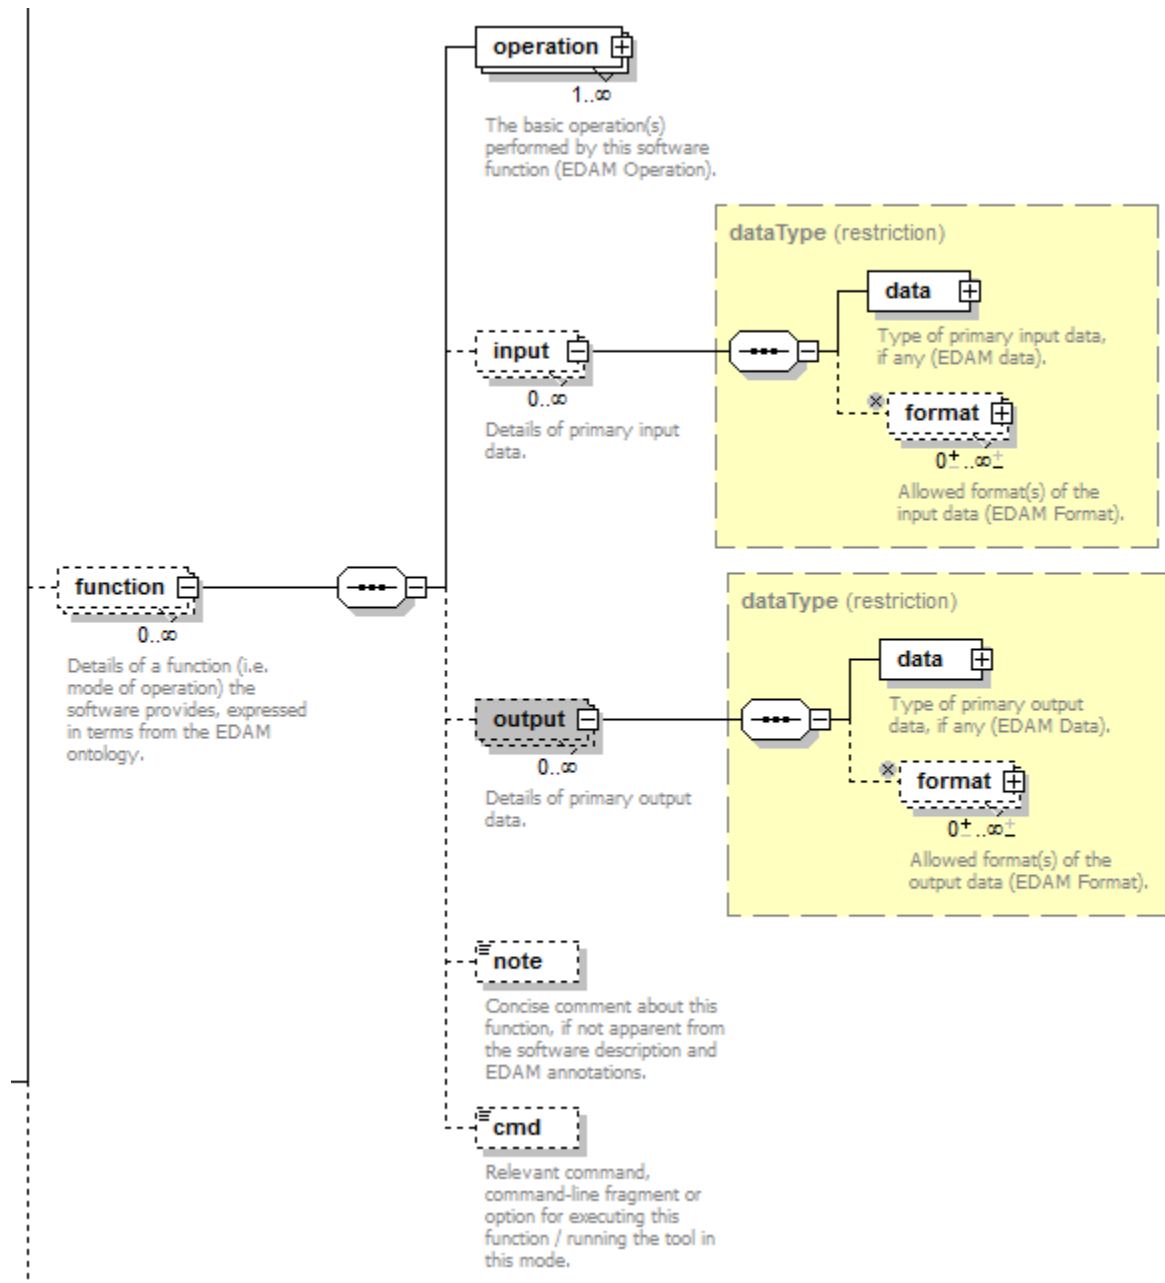 operation
1..∞
The basic operation(s)
performed by this software
function (EDAM Operation).
dataType (restriction)
data
Type of primary input data,
if any (EDAM data).
input
0..∞
Details of primary input
data.
format
0±..∞±
Allowed format(s) of the
input data (EDAM Format).
function
0..∞
Details of a function (i.e.
mode of operation) the
software provides, expressed
in terms from the EDAM
ontology.
dataType (restriction)
data
Type of primary output
data, if any (EDAM Data).
output
0..∞
Details of primary output
data.
format
0±..∞±
Allowed format(s) of the
output data (EDAM Format).
note
Concise comment about this
function, if not apparent from
the software description and
EDAM annotations.
cmd
Relevant command,
command-line fragment or
option for executing this
function / running the tool in
this mode.